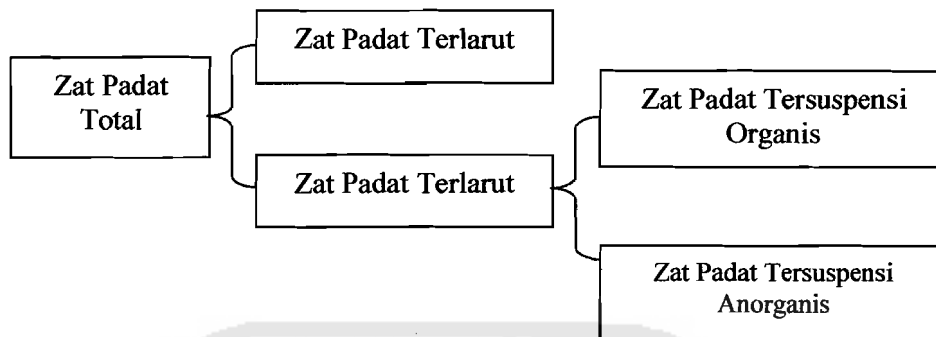 Zat Padat
Total
Zat Padat Terlarut
Zat Padat Terlarut
Zat Padat Tersuspensi
Organis
Zat Padat Tersuspensi
Anorganis